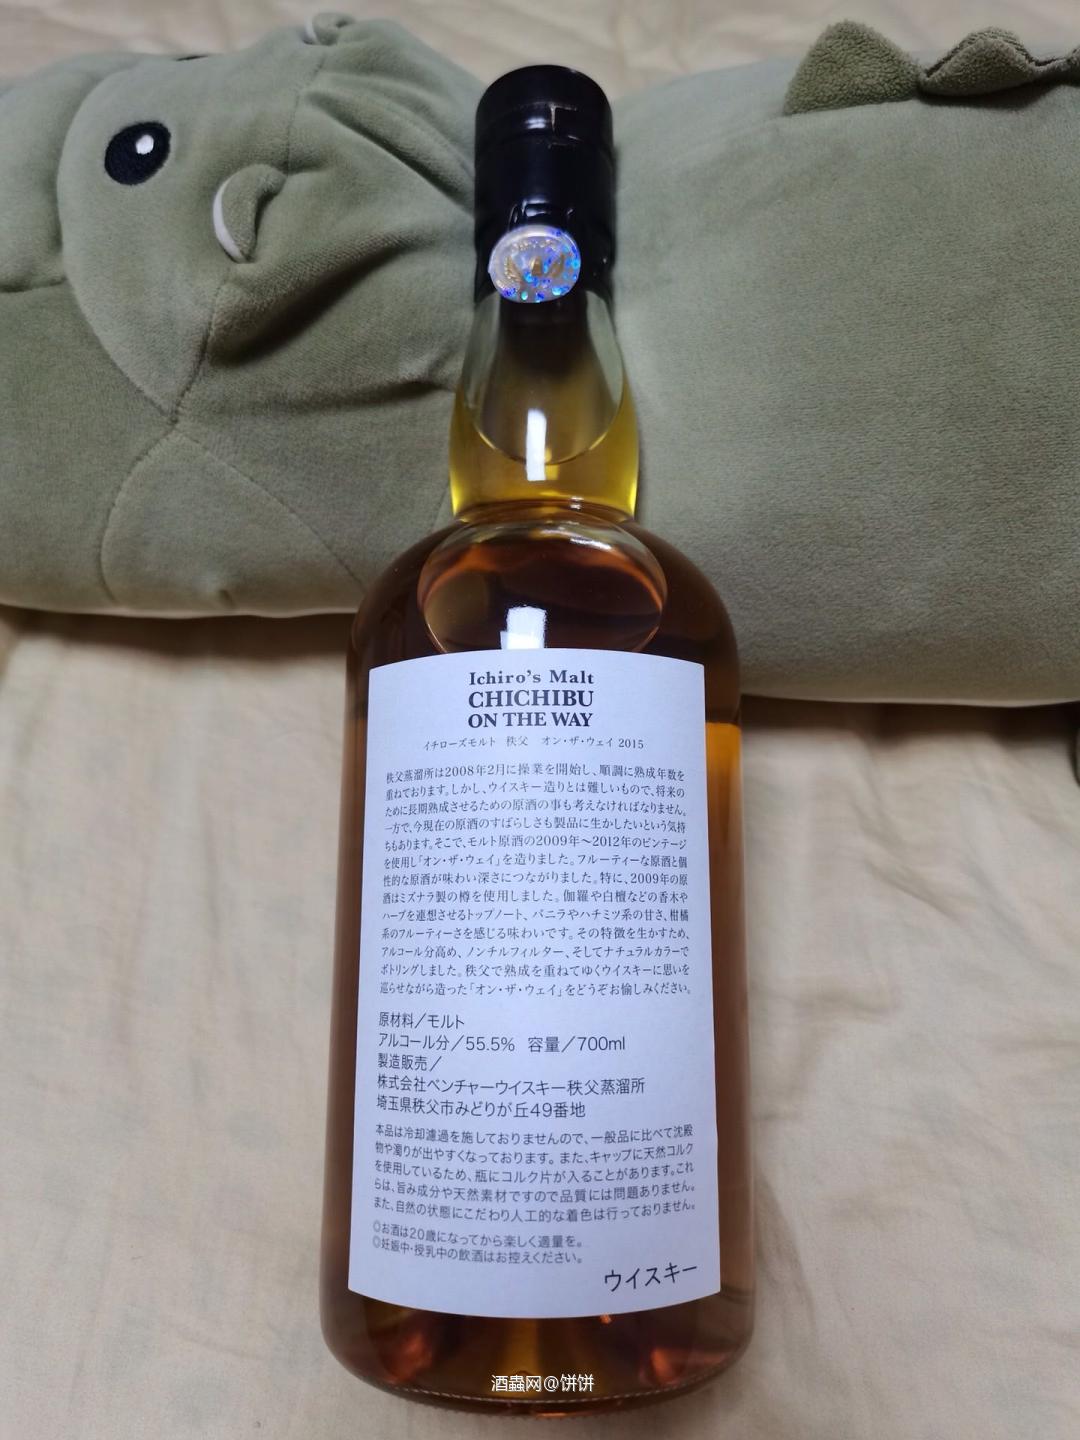 Ichiro's Malt
CHICHIBU
ON THE WAY
イチローズモルト 秩父 オン・ザ・ウェイ 2015
秩父蒸溜所は2008年2月に操業を開始し、順調に熟成年数を
重ねております。しかし、ウイスキー造りとは難しいもので、将来の
ために長期熟成させるための原酒の事も考えなければなりません。
一方で、今現在の原酒のすばらしさも製品に生かしたいという気持
ちもあります。そこで、モルト原酒の2009年〜2012年のビンテージ
を使用し「オン・ザ・ウェイ」を造りました。フルーティーな原酒と個
性的な原酒が味わい深さにつながりました。特に、2009年の原
酒はミズナラ製の樽を使用しました。伽羅や白檀などの香木や
ハーブを連想させるトップノート、バニラやハチミツ系の甘さ、柑橘
系のフルーティーさを感じる味わいです。その特徴を生かすため、
アルコール分高め、ノンチルフィルター、そしてナチュラルカラーで
ボトリングしました。秩父で熟成を重ねてゆくウイスキーに思いを
巡らせながら造った「オン・ザ・ウェイ」をどうぞお愉しみください。
原材料／モルト
アルコール分／55.5% 容量／700ml
製造販売／
株式会社ベンチャーウイスキー秩父蒸溜所
埼玉県秩父市みどりが丘49番地
本品は冷却濾過を施しておりませんので、一般品に比べて沈殿
物や濁りが出やすくなっております。また、キャップに天然コルク
を使用しているため、瓶にコルク片が入ることがあります。これ
らは、旨み成分や天然素材ですので品質には問題ありません。
また、自然の状態にこだわり人工的な着色は行っておりません。
◎お酒は20歳になってから楽しく適量を。
◎妊娠中・授乳中の飲酒はお控えください。
ウイスキー
酒蟲网@饼饼